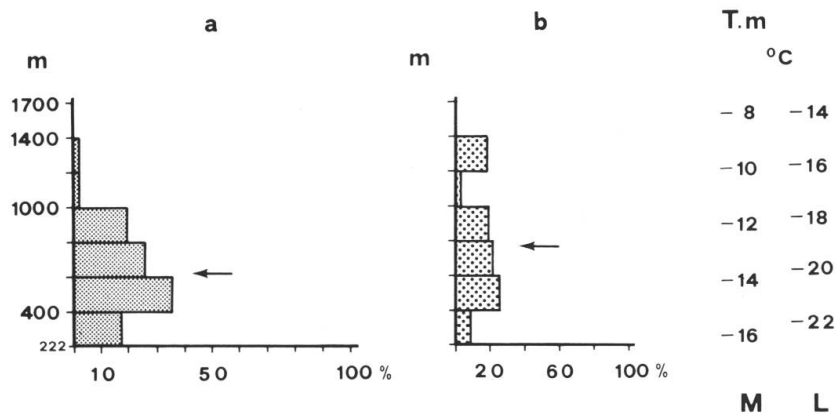 a
b
T.m
m
m
°C
1700
1400
1000
400
222
10 50 100 %
20 60 100 %
– 8 – 14
– 10 – 16
– 12 – 18
– 14 – 20
– 16 – 22
M L